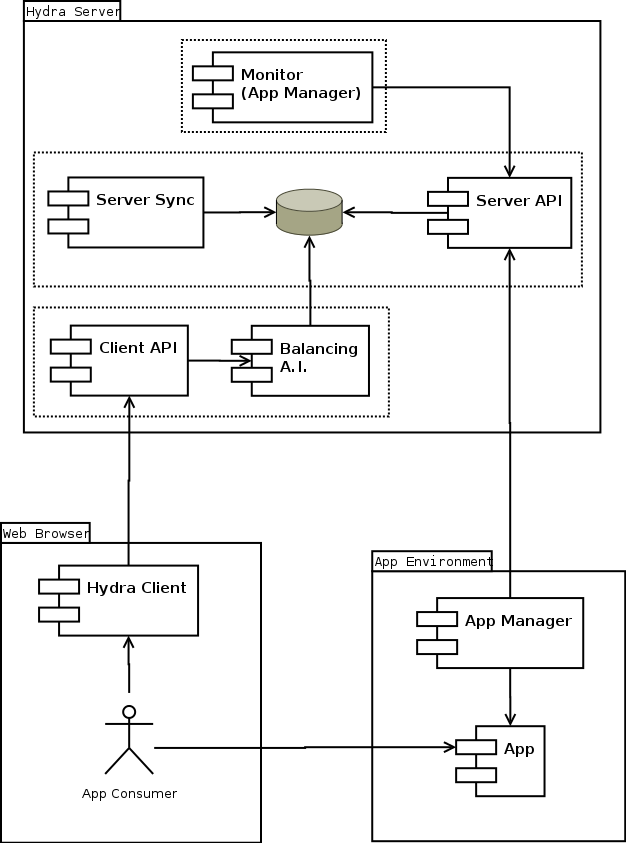 Hydra Server
Monitor
(App Manager)
Server Sync
Server API
Client API
Balancing
A.I.
Web Browser
Hydra Client
App Consumer
App Environment
App Manager
App